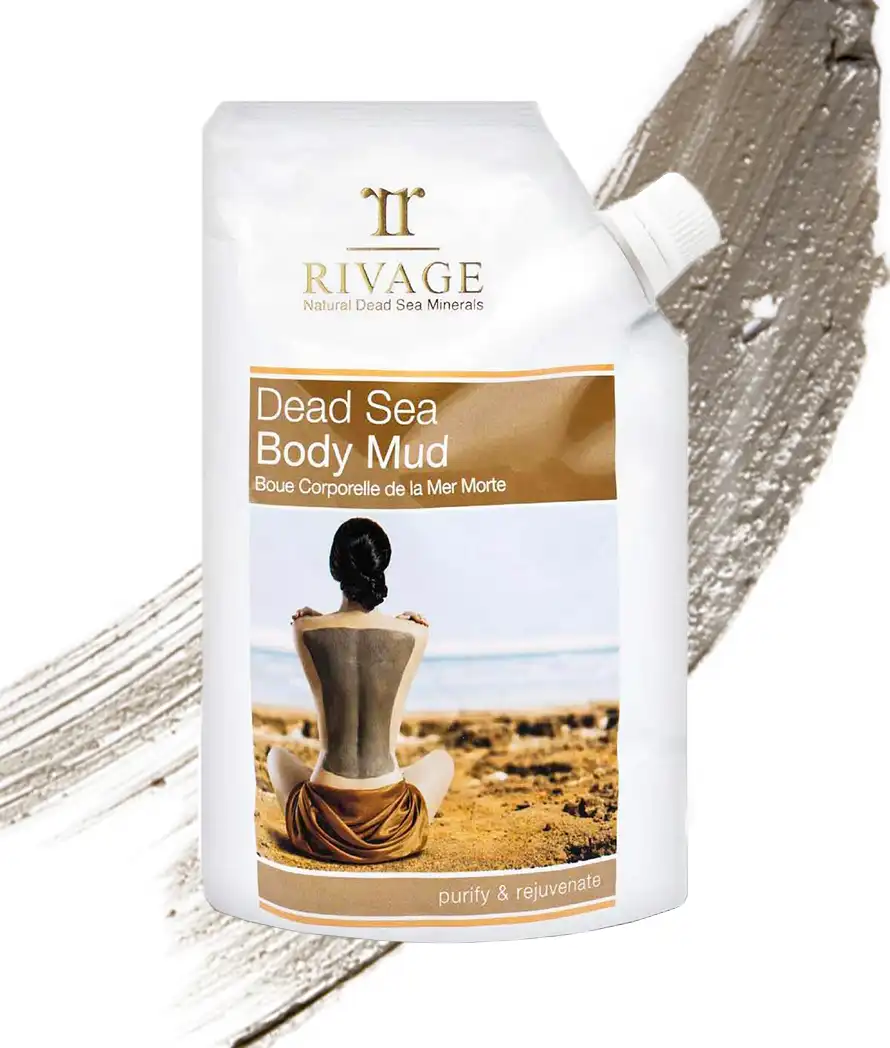 RIVAGE
Natural Dead Sea Minerals
Dead Sea
Body Mud
Boue Corporelle de la Mer Morte
purify & rejuvenate